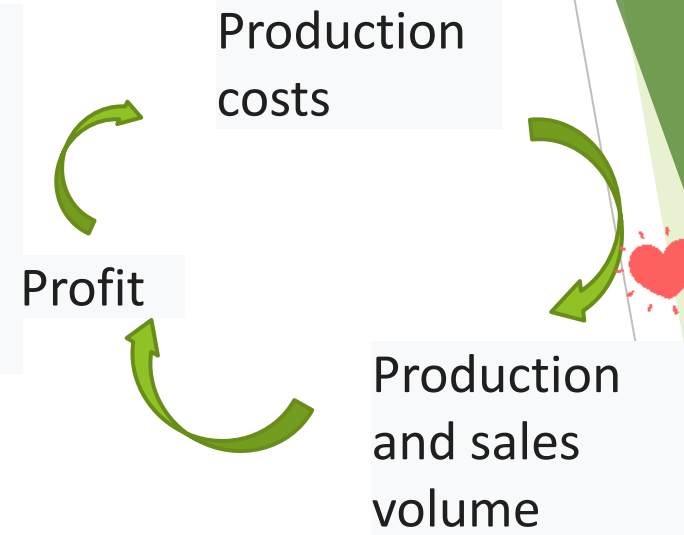 Production
costs
Profit
Production
and sales
volume